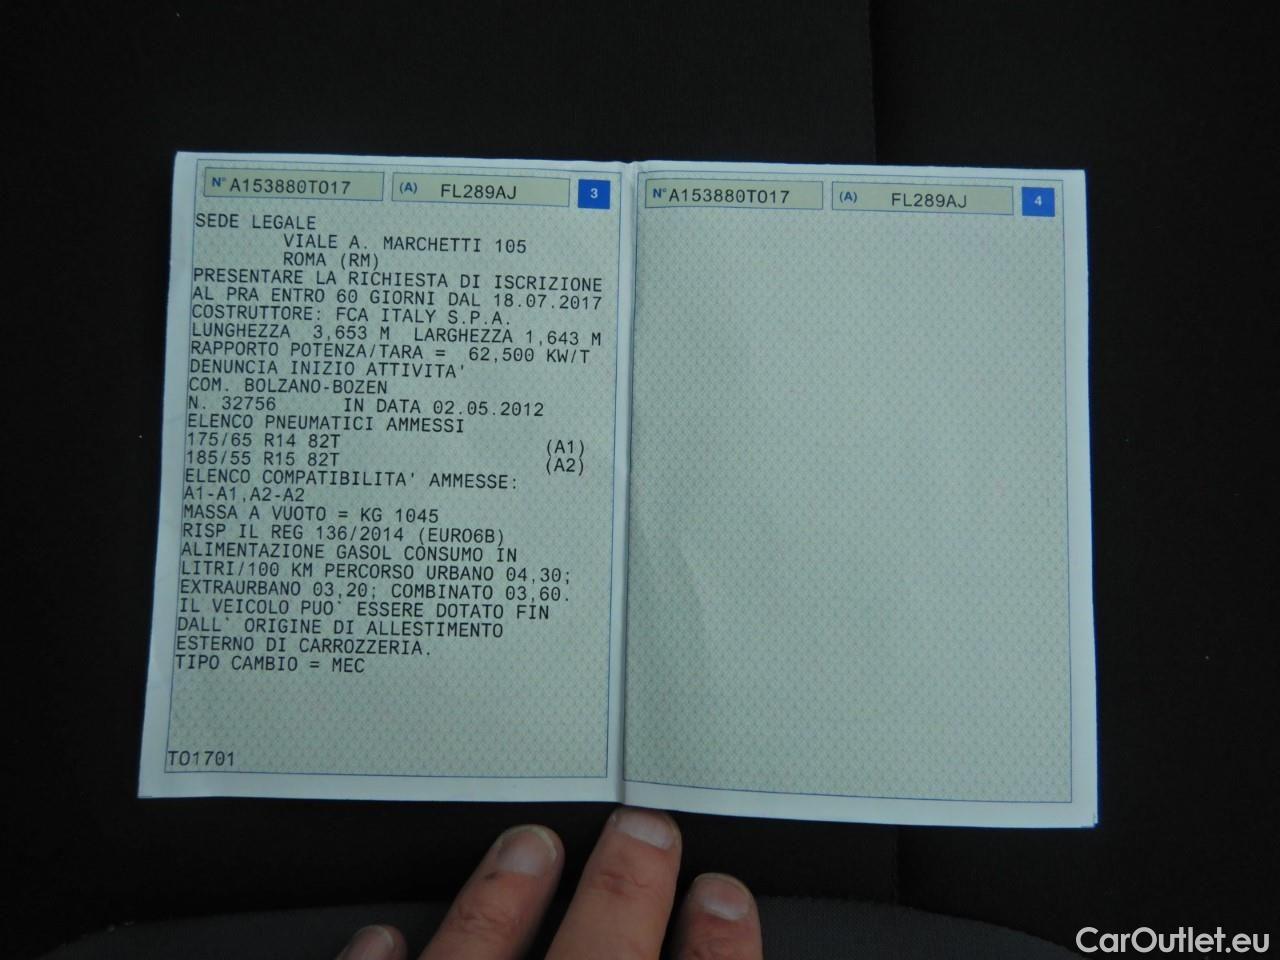 N° A153880TO17 (A) FL289AJ 3
SEDE LEGALE
VIALE A. MARCHETTI 105
ROMA (RM)
PRESENTARE LA RICHIESTA DI ISCRIZIONE
AL PRA ENTRO 60 GIORNI DAL 18.07.2017
COSTRUTTORE: FCA ITALY S.P.A.
LUNGHEZZA 3,653 M LARGHEZZA 1,643 M
RAPPORTO POTENZA/TARA = 62,500 KW/T
DENUNCIA INIZIO ATTIVITA'
COM. BOLZANO-BOZEN
N. 32756 IN DATA 02.05.2012
ELENCO PNEUMATICI AMMESSI
175/65 R14 82T (A1)
185/55 R15 82T (A2)
ELENCO COMPATIBILITA' AMMESSE:
A1-A1,A2-A2
MASSA A VUOTO = KG 1045
RISP IL REG 136/2014 (EURO6B)
ALIMENTAZIONE GASOL CONSUMO IN
LITRI/100 KM PERCORSO URBANO 04,30;
EXTRAURBANO 03,20; COMBINATO 03,60.
IL VEICOLO PUO` ESSERE DOTATO FIN
DALL` ORIGINE DI ALLESTIMENTO
ESTERNO DI CARROZZERIA.
TIPO CAMBIO = MEC
TO1701
N° A153880TO17 (A) FL289AJ 4
CarOutlet.eu